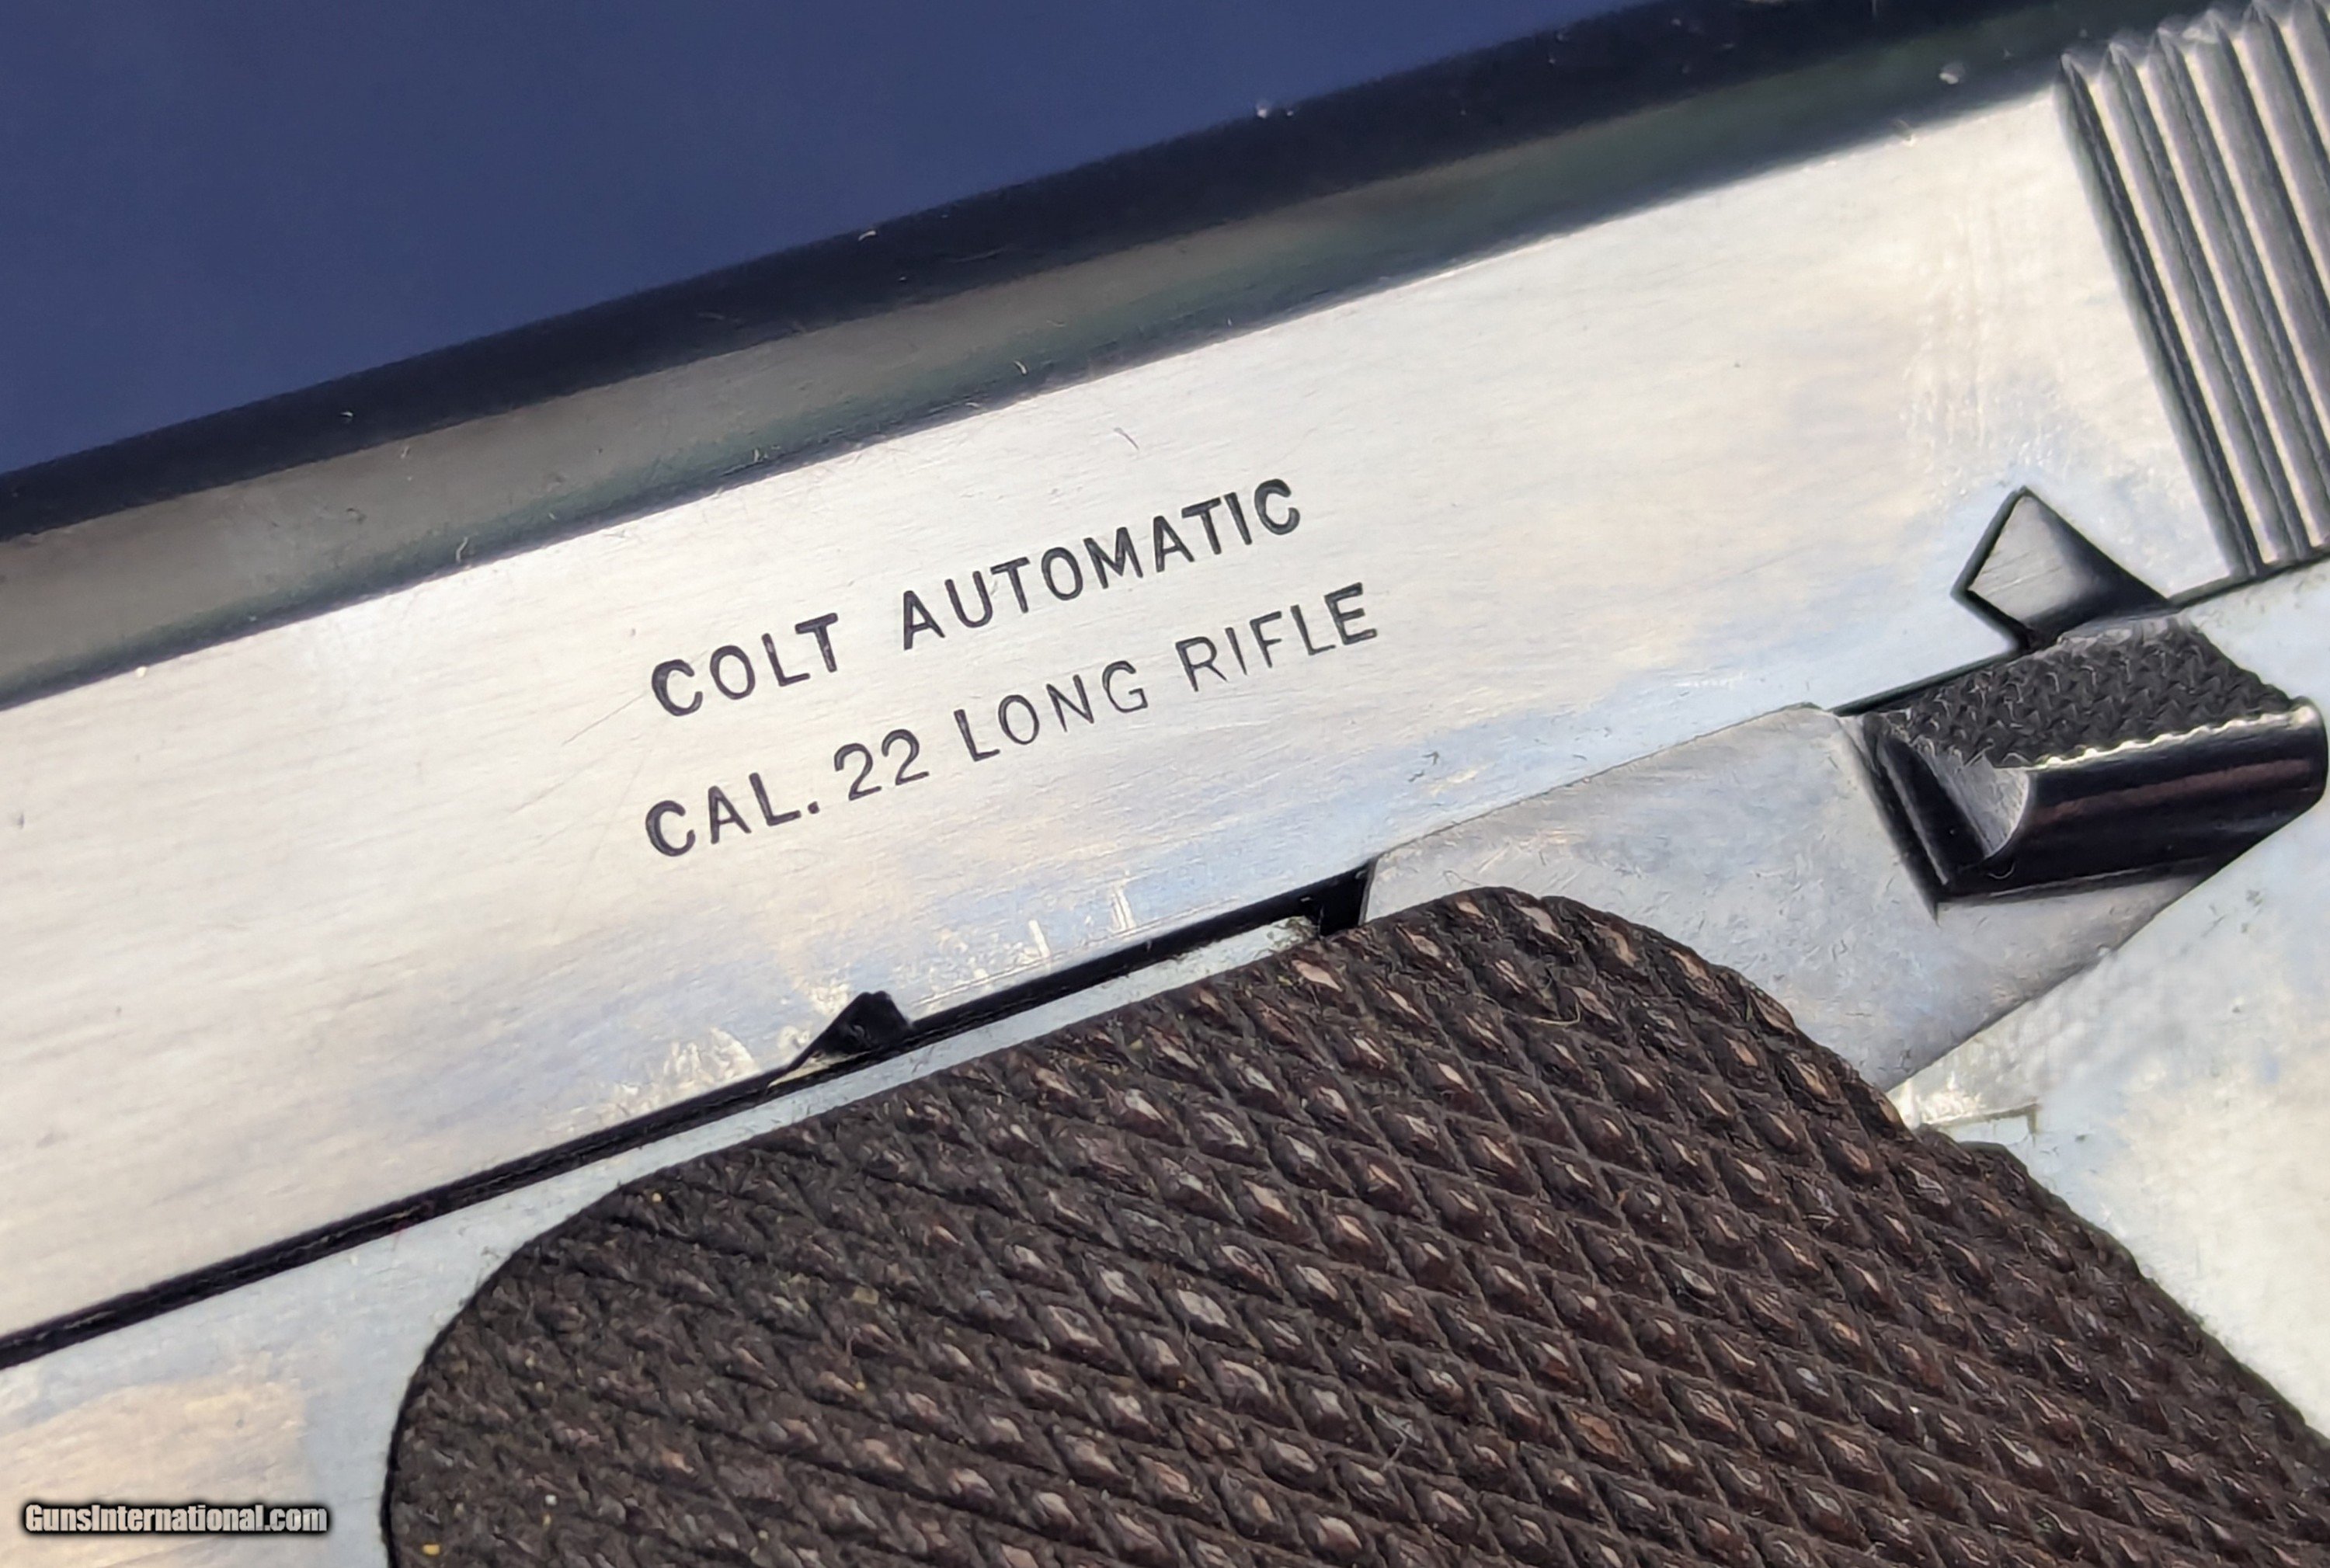 COLT AUTOMATIC
CAL. 22 LONG RIFLE
GunsInternational.com